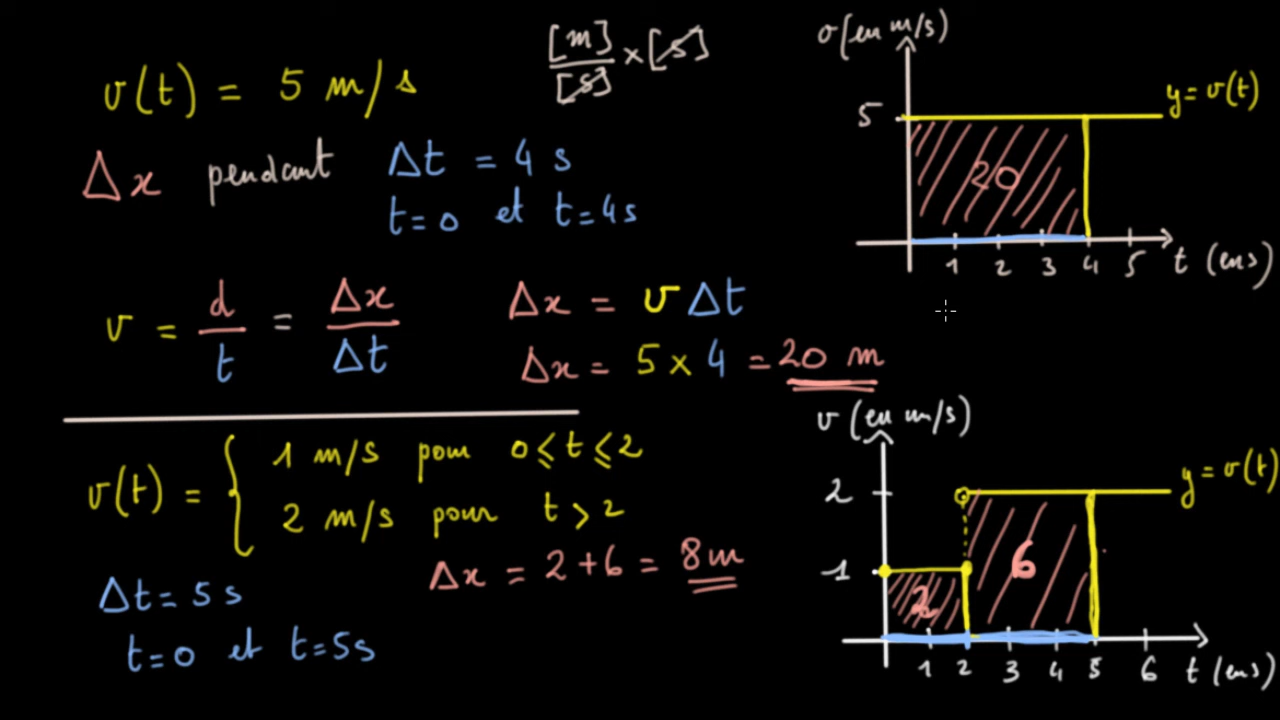 v(t) = 5 m/s
[m]/[s] × [s]
Δx pendant Δt = 4 s
t=0 et t=4s
v = d/t = Δx/Δt
Δx = v Δt
Δx = 5 × 4 = 20 m
v (en m/s)
5
y = v(t)
20
1 2 3 4 5 t (en s)
v(t) = { 1 m/s pour 0 ⩽ t ⩽ 2
2 m/s pour t > 2
Δx = 2+6 = 8m
Δt = 5 s
t=0 et t=5s
v (en m/s)
2
y = v(t)
1
2
6
1 2 3 4 5 6 t (en s)